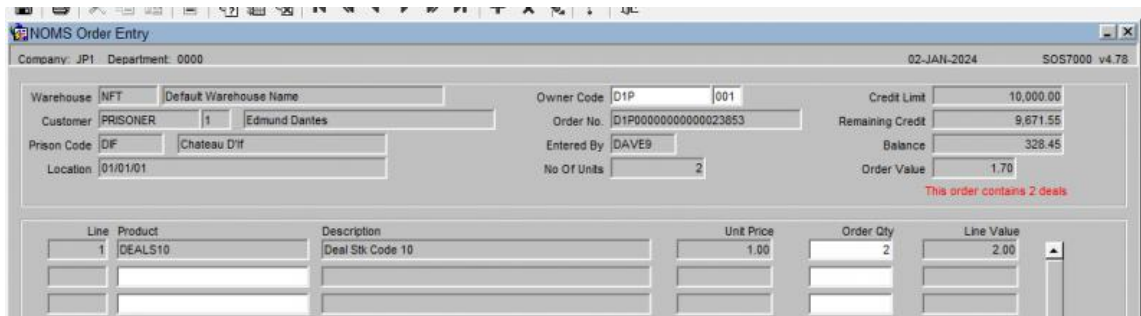 NOMS Order Entry
Company: JP1 Department: 0000 02-JAN-2024 SOS7000 v4.78
Warehouse NFT Default Warehouse Name Owner Code D1P 001 Credit Limit 10,000.00
Customer PRISONER 1 Edmund Dantes Order No. D1P00000000000023853 Remaining Credit 9,671.55
Prison Code DIF Chateau D'If Entered By DAVE9 Balance 328.45
Location 01/01/01 No Of Units 2 Order Value 1.70
This order contains 2 deals
Line Product Description Unit Price Order Qty Line Value
1 DEALS10 Deal Stk Code 10 1.00 2 2.00